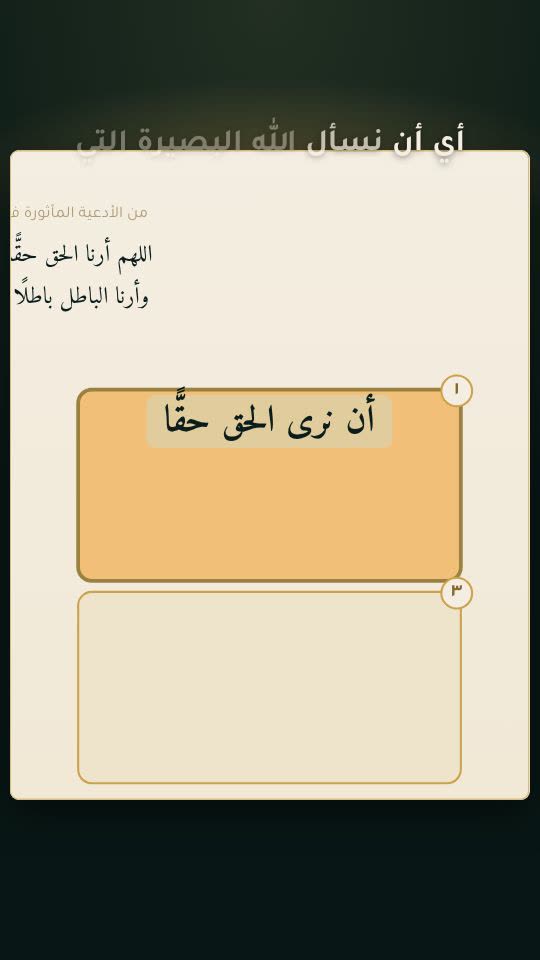 أي أن نسأل الله البصيرة التي
من الأدعية المأثورة
اللهم أرنا الحق حقًّا
وأرنا الباطل باطلًا
١
أن نرى الحق حقًّا
٣